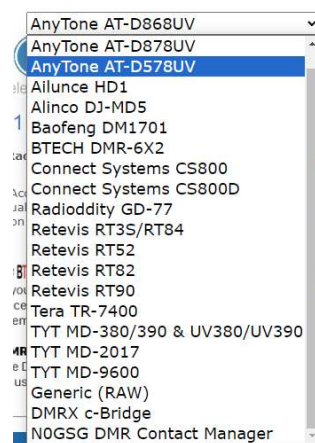 AnyTone AT-D868UV
AnyTone AT-D878UV
AnyTone AT-D578UV
Ailunce HD1
Alinco DJ-MD5
Baofeng DM1701
BTECH DMR-6X2
Connect Systems CS800
Connect Systems CS800D
Radioddity GD-77
Retevis RT3S/RT84
Retevis RT52
Retevis RT82
Retevis RT90
Tera TR-7400
TYT MD-380/390 & UV380/UV390
TYT MD-2017
TYT MD-9600
Generic (RAW)
DMRX c-Bridge
N0GSG DMR Contact Manager